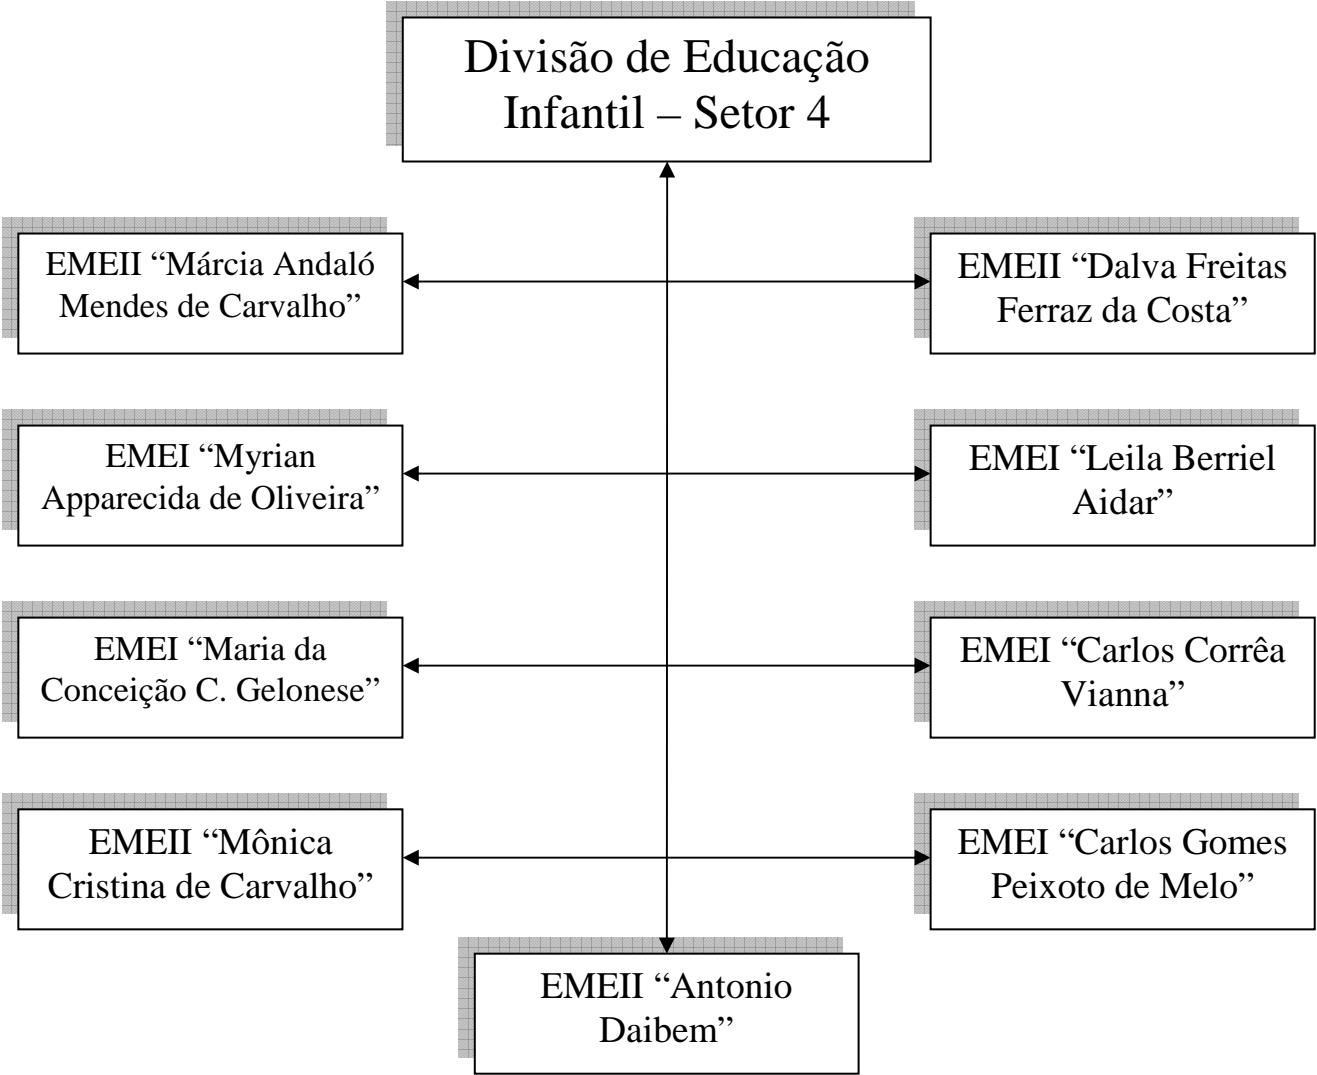 Divisão de Educação
Infantil – Setor 4
EMEII “Márcia Andaló
Mendes de Carvalho”
EMEII “Dalva Freitas
Ferraz da Costa”
EMEI “Myrian
Apparecida de Oliveira”
EMEI “Leila Berriel
Aidar”
EMEI “Maria da
Conceição C. Gelonese”
EMEI “Carlos Corrêa
Vianna”
EMEII “Mônica
Cristina de Carvalho”
EMEI “Carlos Gomes
Peixoto de Melo”
EMEII “Antonio
Daibem”